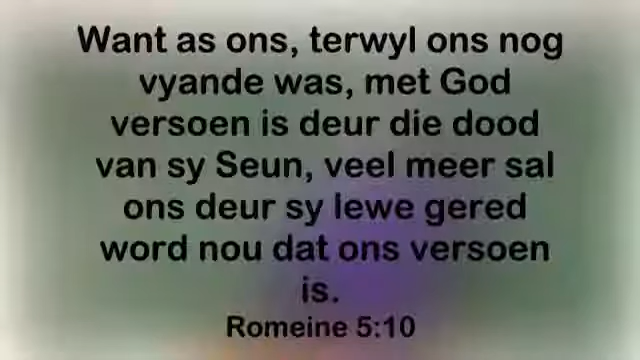 Want as ons, terwyl ons nog
vyande was, met God
versoen is deur die dood
van sy Seun, veel meer sal
ons deur sy lewe gered
word nou dat ons versoen
is.
Romeine 5:10